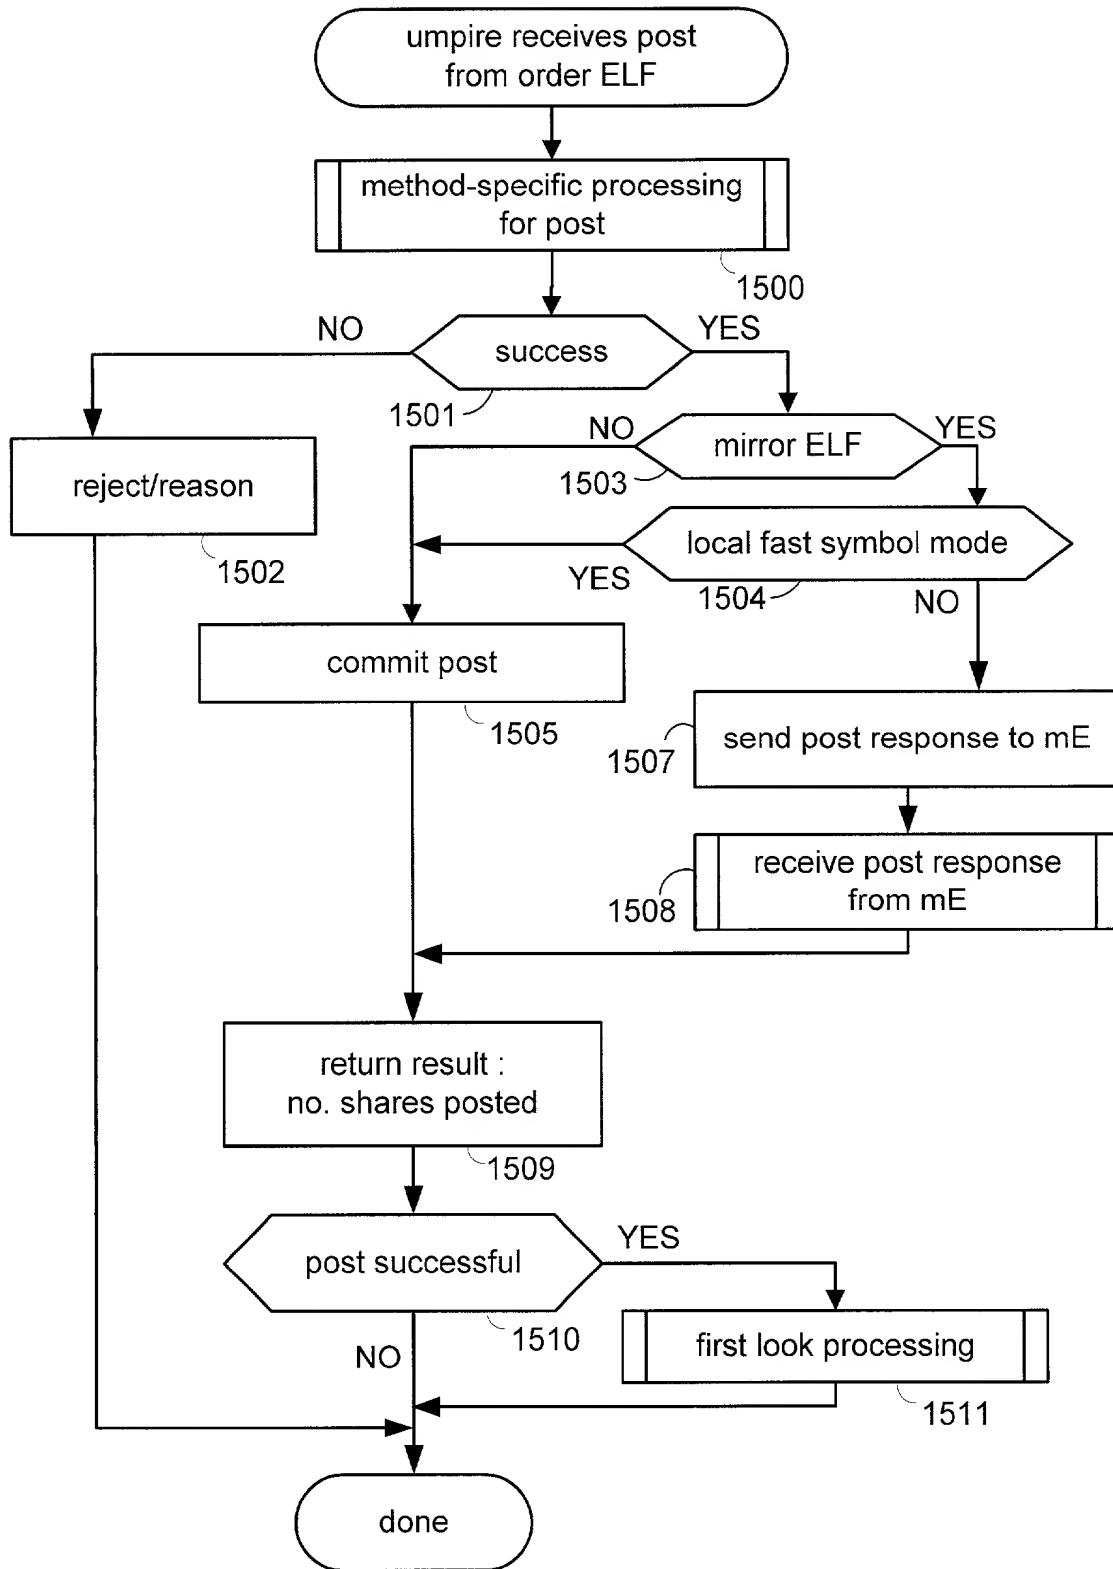 umpire receives post
from order ELF
method-specific processing
for post
1500
NO
YES
success
1501
reject/reason
1502
NO
YES
mirror ELF
1503
local fast symbol mode
YES
1504
NO
commit post
1505
send post response to mE
1507
receive post response
from mE
1508
return result :
no. shares posted
1509
post successful
YES
1510
NO
first look processing
1511
done